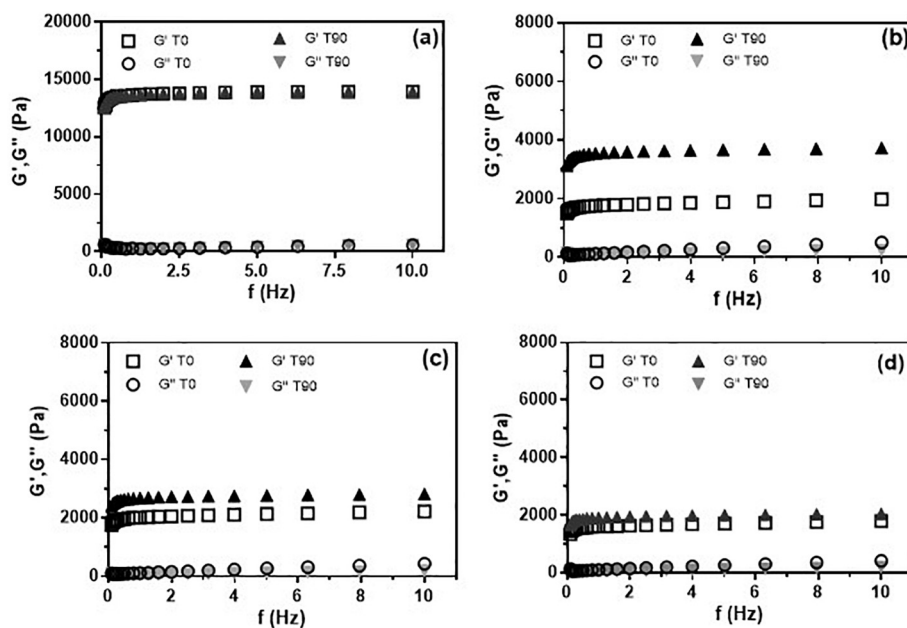 (a)
G' T0 G' T90
G'' T0 G'' T90
20000
15000
10000
5000
0
G',G'' (Pa)
0.0 2.5 5.0 7.5 10.0
f (Hz)
(b)
G' T0 G' T90
G'' T0 G'' T90
8000
6000
4000
2000
0
G',G'' (Pa)
0 2 4 6 8 10
f (Hz)
(c)
G' T0 G' T90
G'' T0 G'' T90
8000
6000
4000
2000
0
G',G'' (Pa)
0 2 4 6 8 10
f (Hz)
(d)
G' T0 G' T90
G'' T0 G'' T90
8000
6000
4000
2000
0
G',G'' (Pa)
0 2 4 6 8 10
f (Hz)